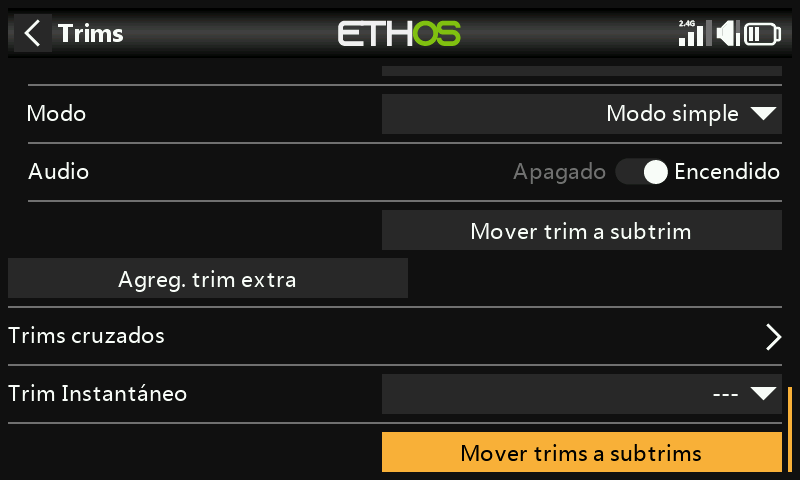 Trims
ETHOS
2.4G
Modo
Modo simple
Audio
Apagado
Encendido
Mover trim a subtrim
Agreg. trim extra
Trims cruzados
Trim Instantáneo
---
Mover trims a subtrims